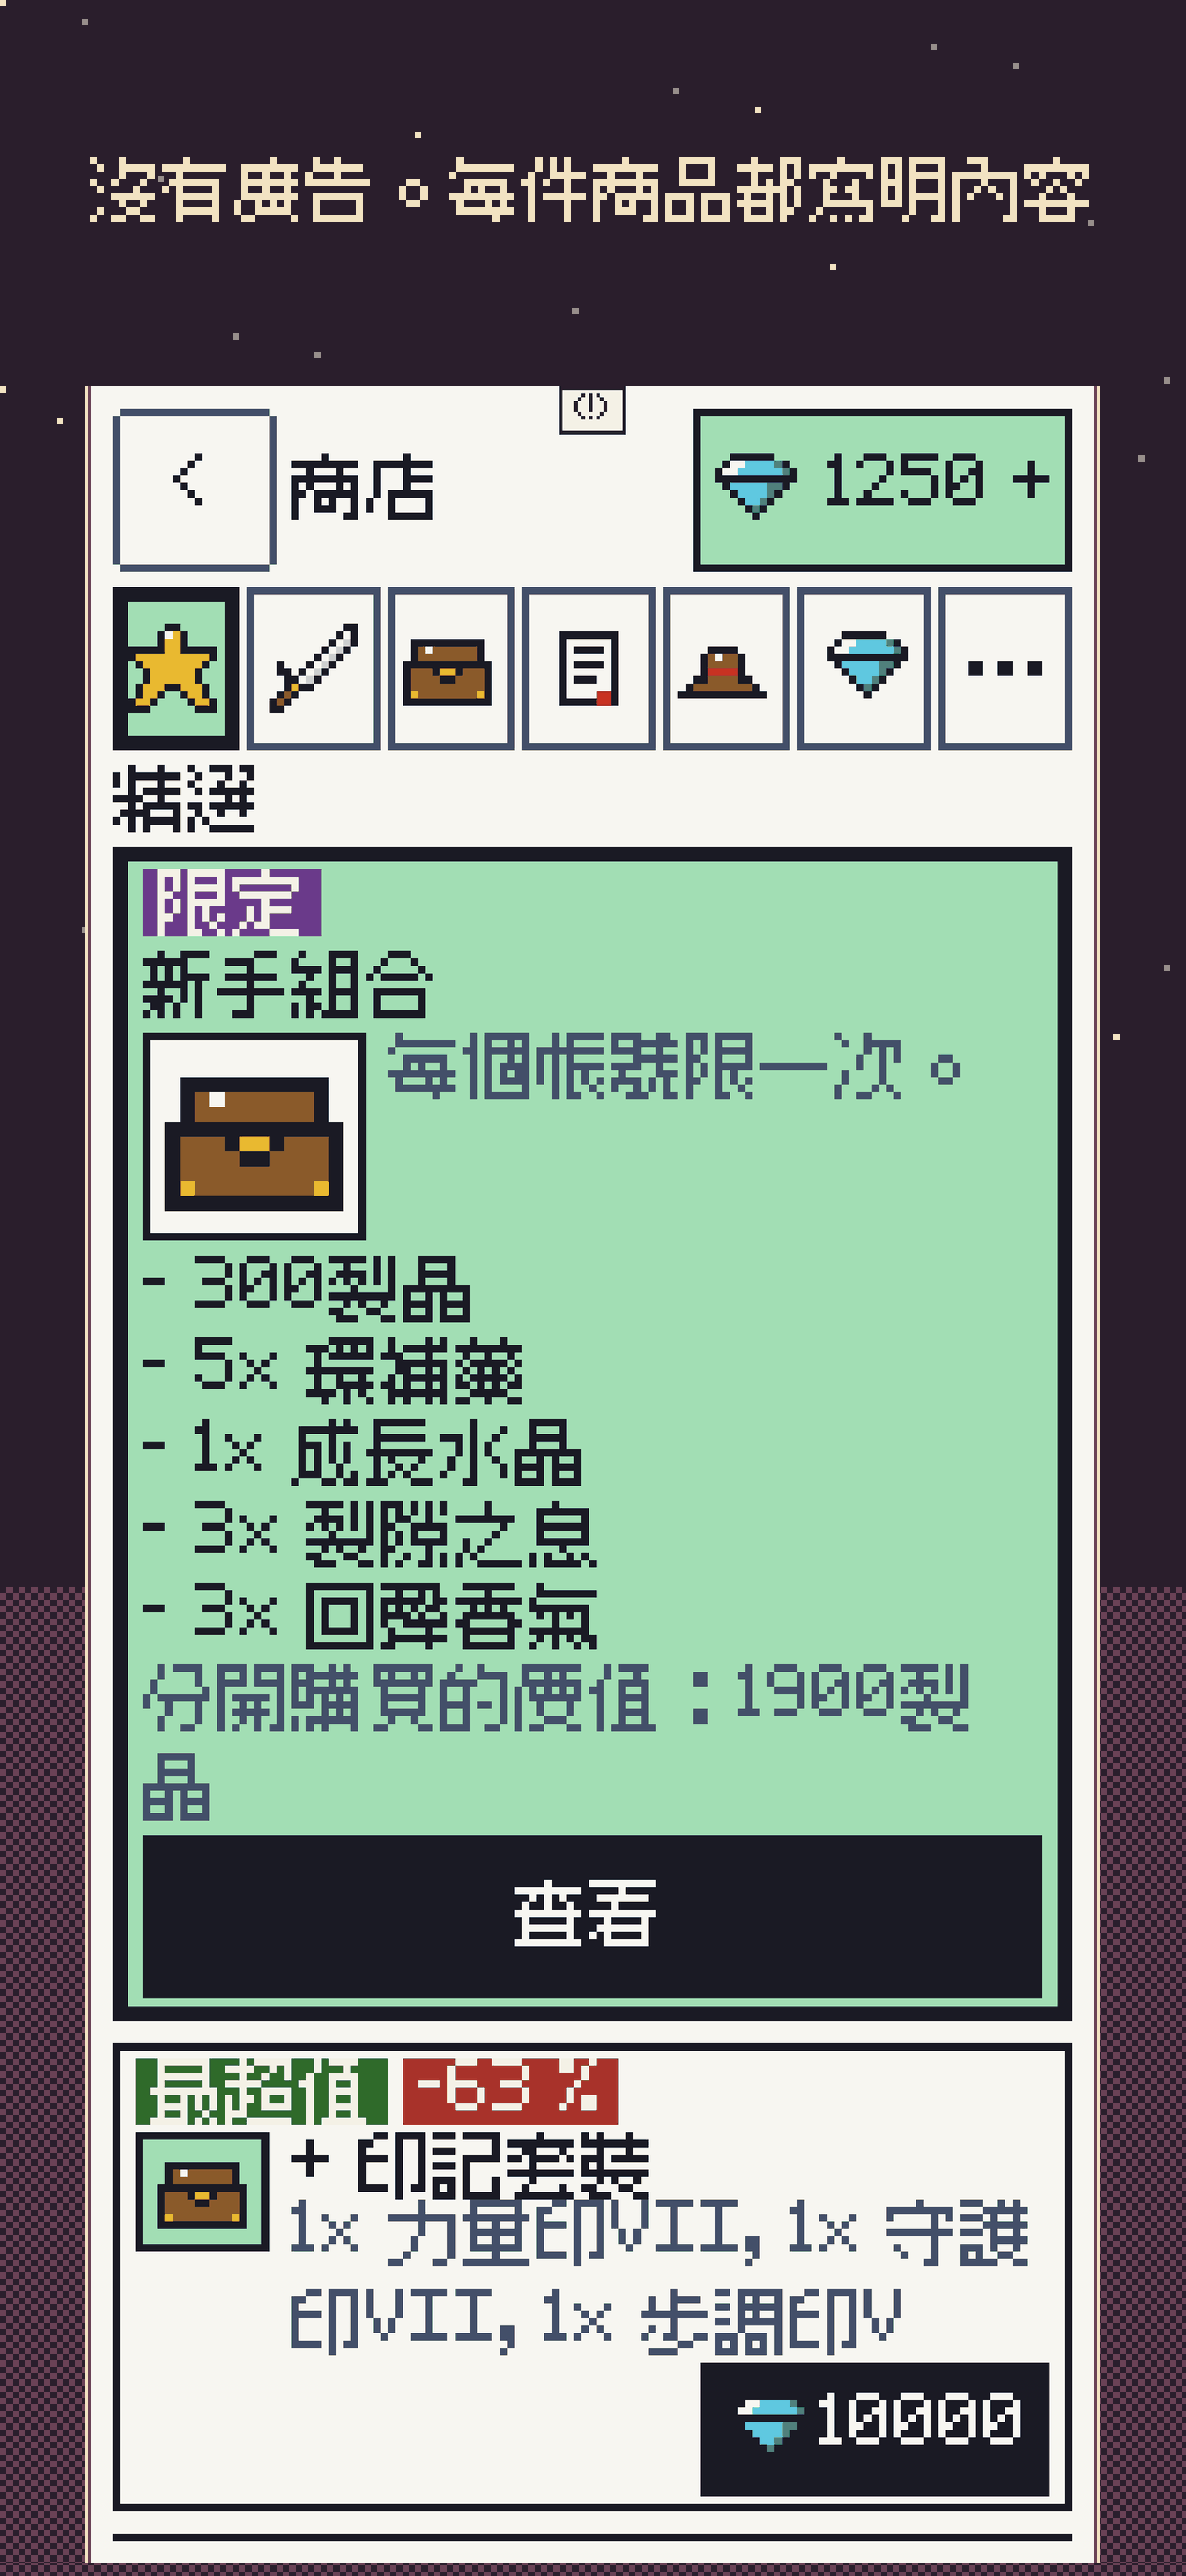 沒有廣告。每件商品都寫明內容
商店
1250 +
精選
限定
新手組合
每個帳號限一次。
- 300裂晶
- 5x 環補藥
- 1x 成長水晶
- 3x 裂隙之息
- 3x 回聲香氣
分開購買的價值：1900裂
晶
查看
最超值 -63%
+ 印記套裝
1x 力量印VII, 1x 守護
印VII, 1x 步調印V
10000